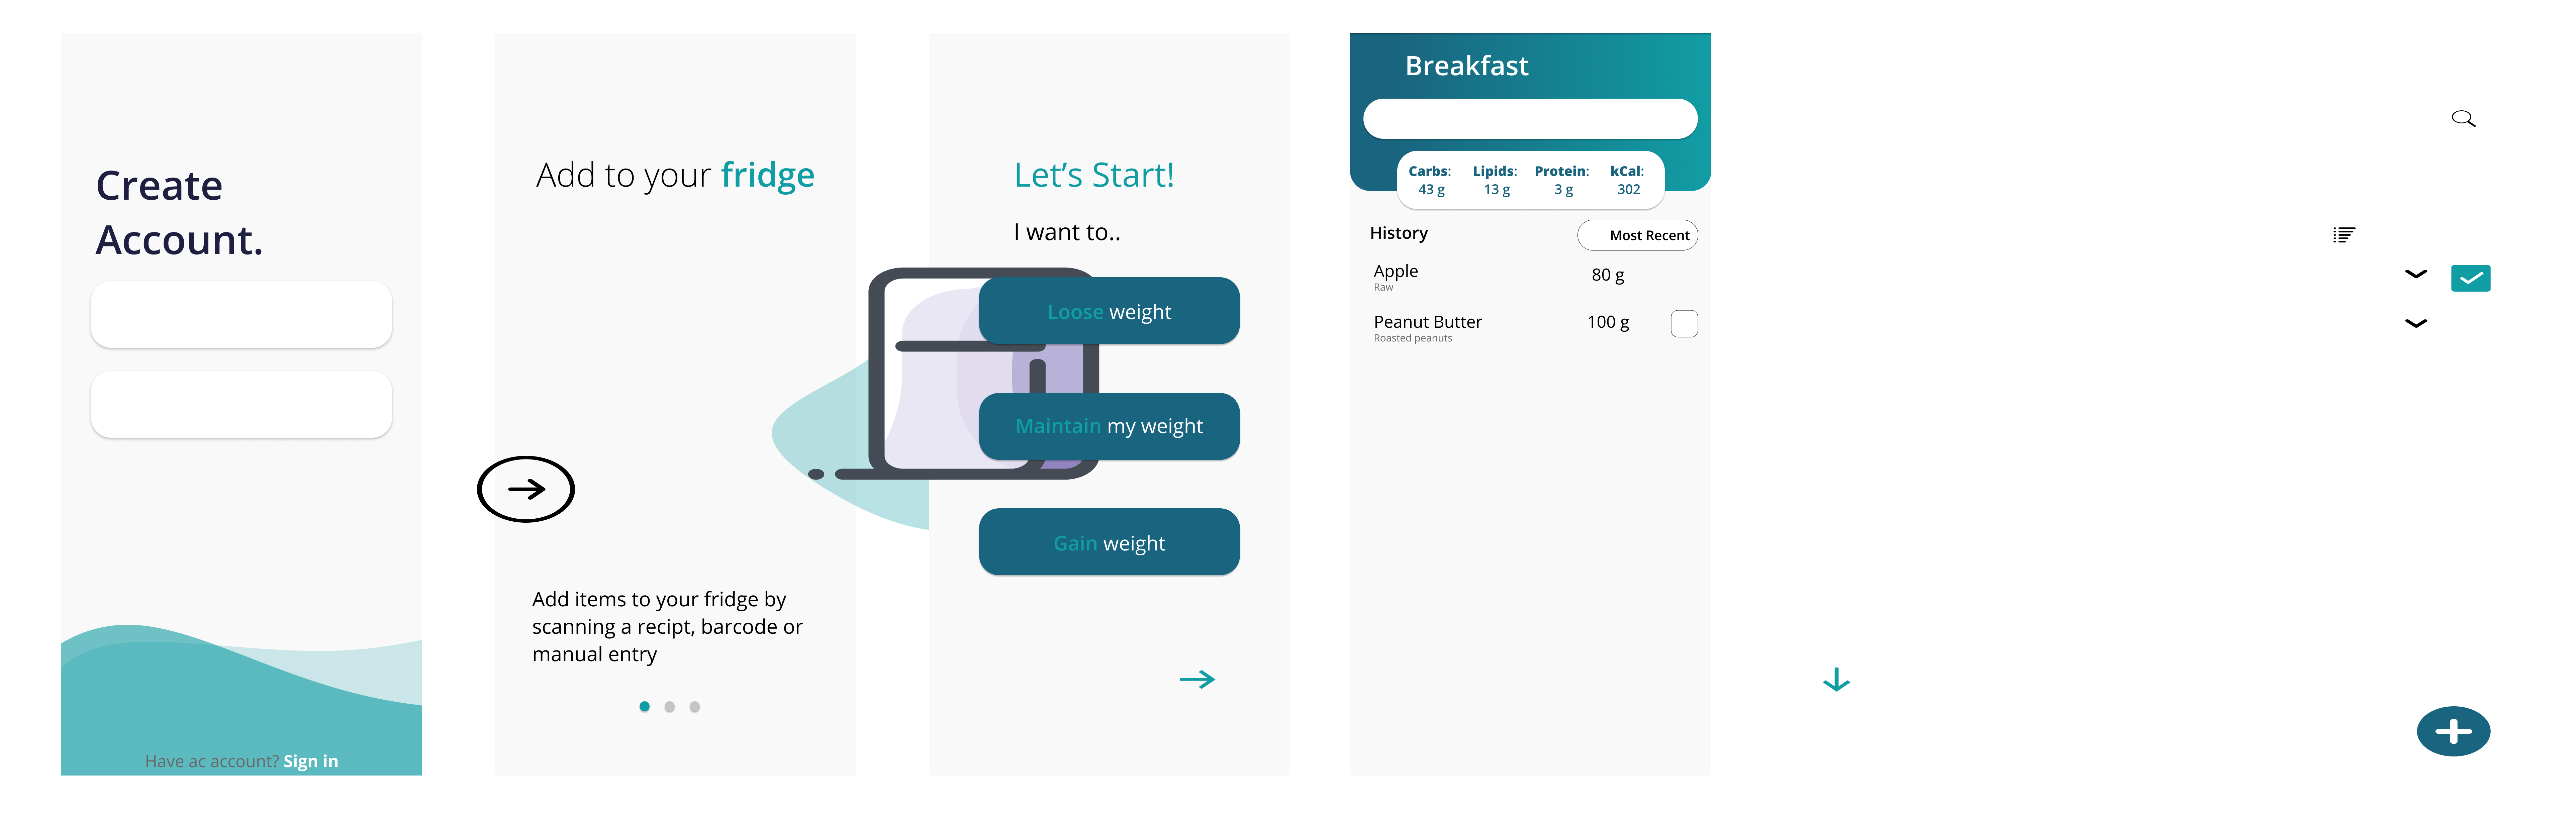 Create
Account.
Have ac account? Sign in
Add to your fridge
Add items to your fridge by
scanning a recipt, barcode or
manual entry
Let's Start!
I want to..
Loose weight
Maintain my weight
Gain weight
Breakfast
Carbs: Lipids: Protein: kCal:
43 g 13 g 3 g 302
History Most Recent
Apple 80 g
Raw
Peanut Butter 100 g
Roasted peanuts